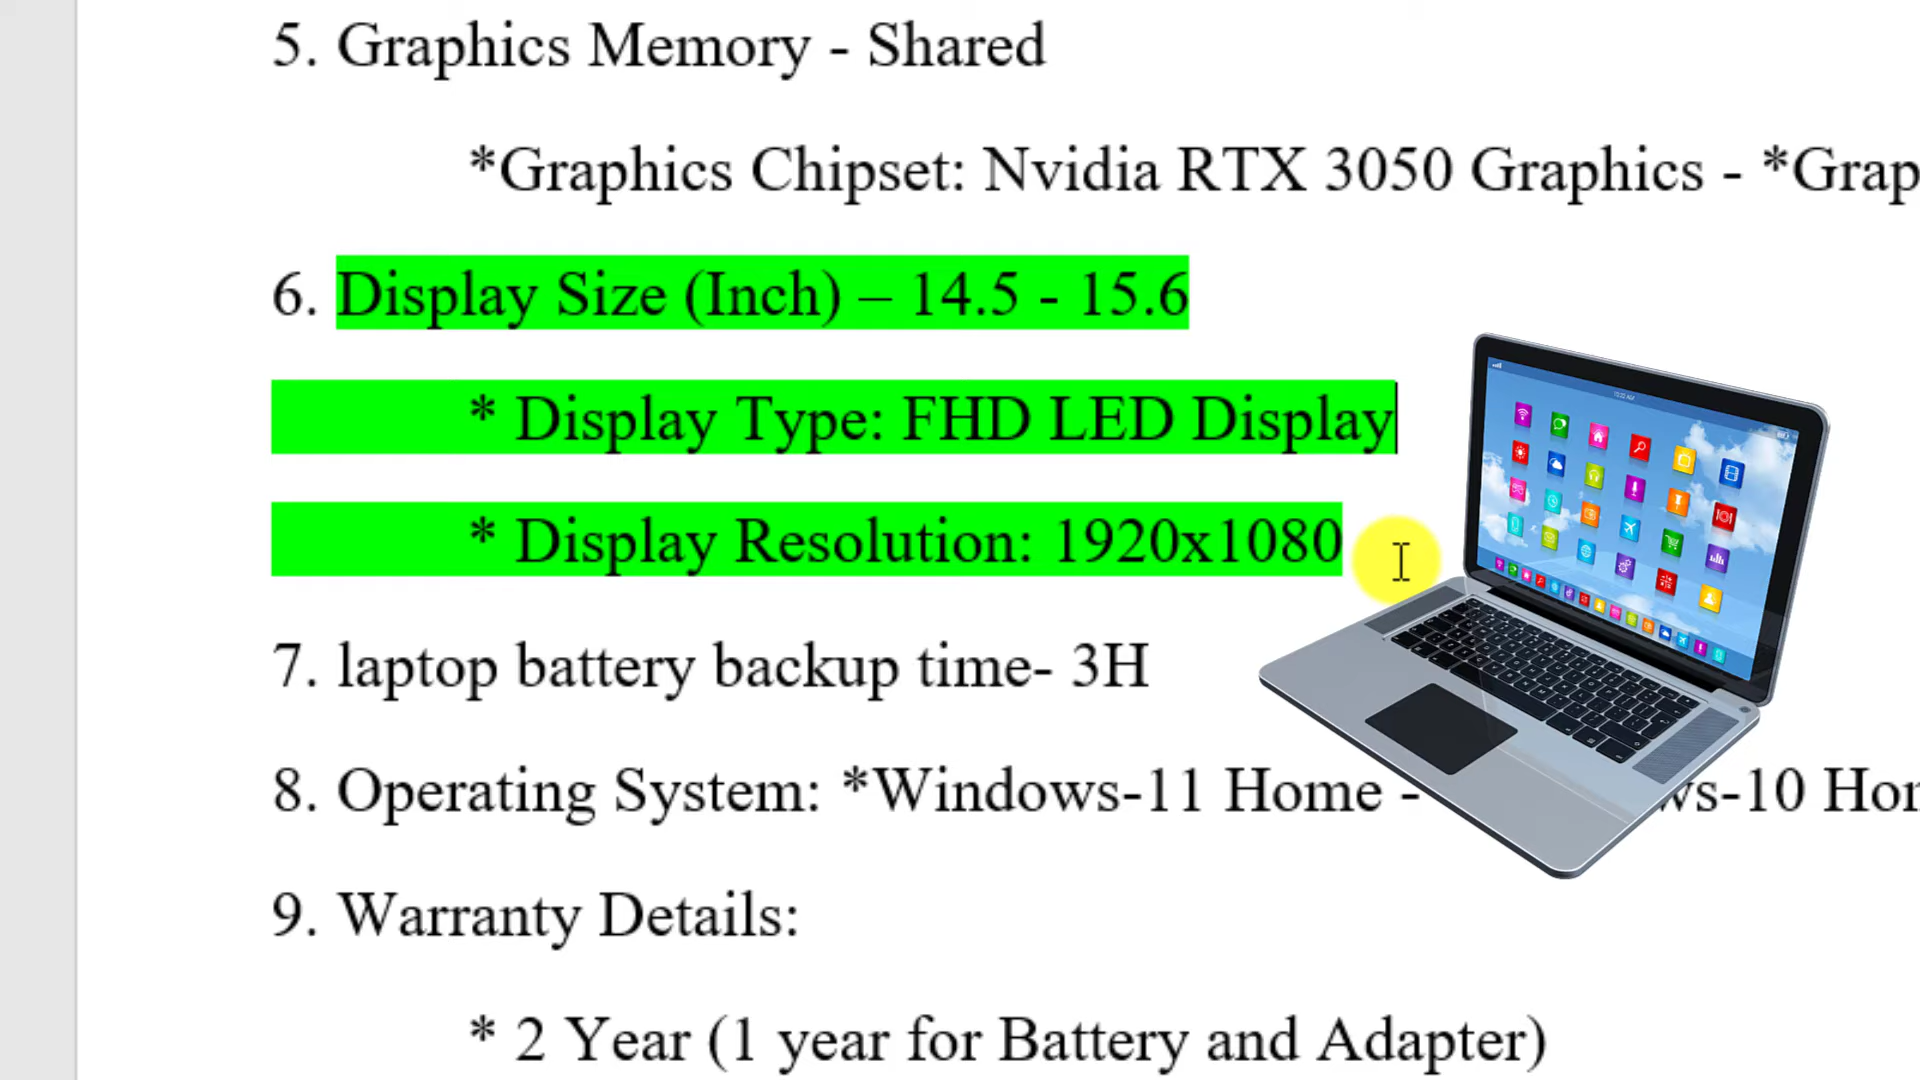 5. Graphics Memory - Shared
*Graphics Chipset: Nvidia RTX 3050 Graphics - *Grap
6. Display Size (Inch) – 14.5 - 15.6
* Display Type: FHD LED Display
* Display Resolution: 1920x1080
7. laptop battery backup time- 3H
8. Operating System: *Windows-11 Home - ws-10 Hor
9. Warranty Details:
* 2 Year (1 year for Battery and Adapter)